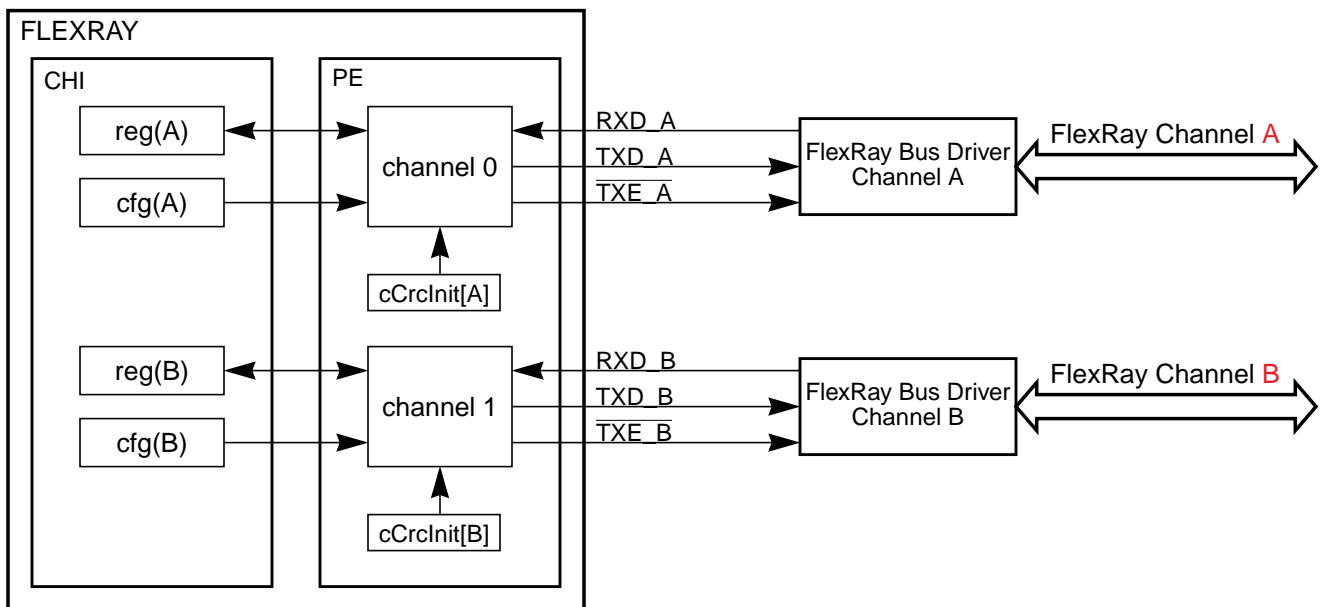 FLEXRAY
CHI
PE
reg(A)
cfg(A)
channel 0
cCrcInit[A]
RXD_A
TXD_A
TXE_A
FlexRay Bus Driver
Channel A
FlexRay Channel A
reg(B)
cfg(B)
channel 1
cCrcInit[B]
RXD_B
TXD_B
TXE_B
FlexRay Bus Driver
Channel B
FlexRay Channel B